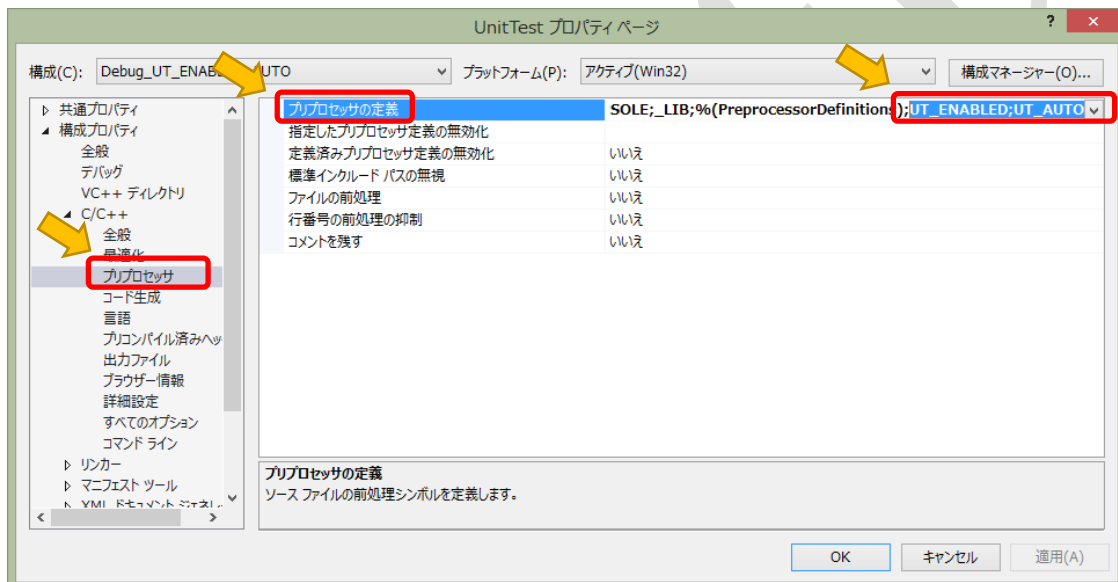 UnitTest プロパティ ページ
? ×
構成(C): Debug_UT_ENAB UTO プラットフォーム(P): アクティブ(Win32) 構成マネージャー(O)...
共通プロパティ
構成プロパティ
全般
デバッグ
VC++ ディレクトリ
C/C++
全般
最適化
プリプロセッサ
コード生成
言語
プリコンパイル済みヘッ
出力ファイル
ブラウザー情報
詳細設定
すべてのオプション
コマンド ライン
リンカー
マニフェスト ツール
XML ドキュメント ジェネレ
プリプロセッサの定義 SOLE;_LIB;%(PreprocessorDefinitions);UT_ENABLED;UT_AUTO
指定したプリプロセッサ定義の無効化
定義済みプリプロセッサ定義の無効化 いいえ
標準インクルード パスの無視 いいえ
ファイルの前処理 いいえ
行番号の前処理の抑制 いいえ
コメントを残す いいえ
プリプロセッサの定義
ソース ファイルの前処理シンボルを定義します。
OK キャンセル 適用(A)